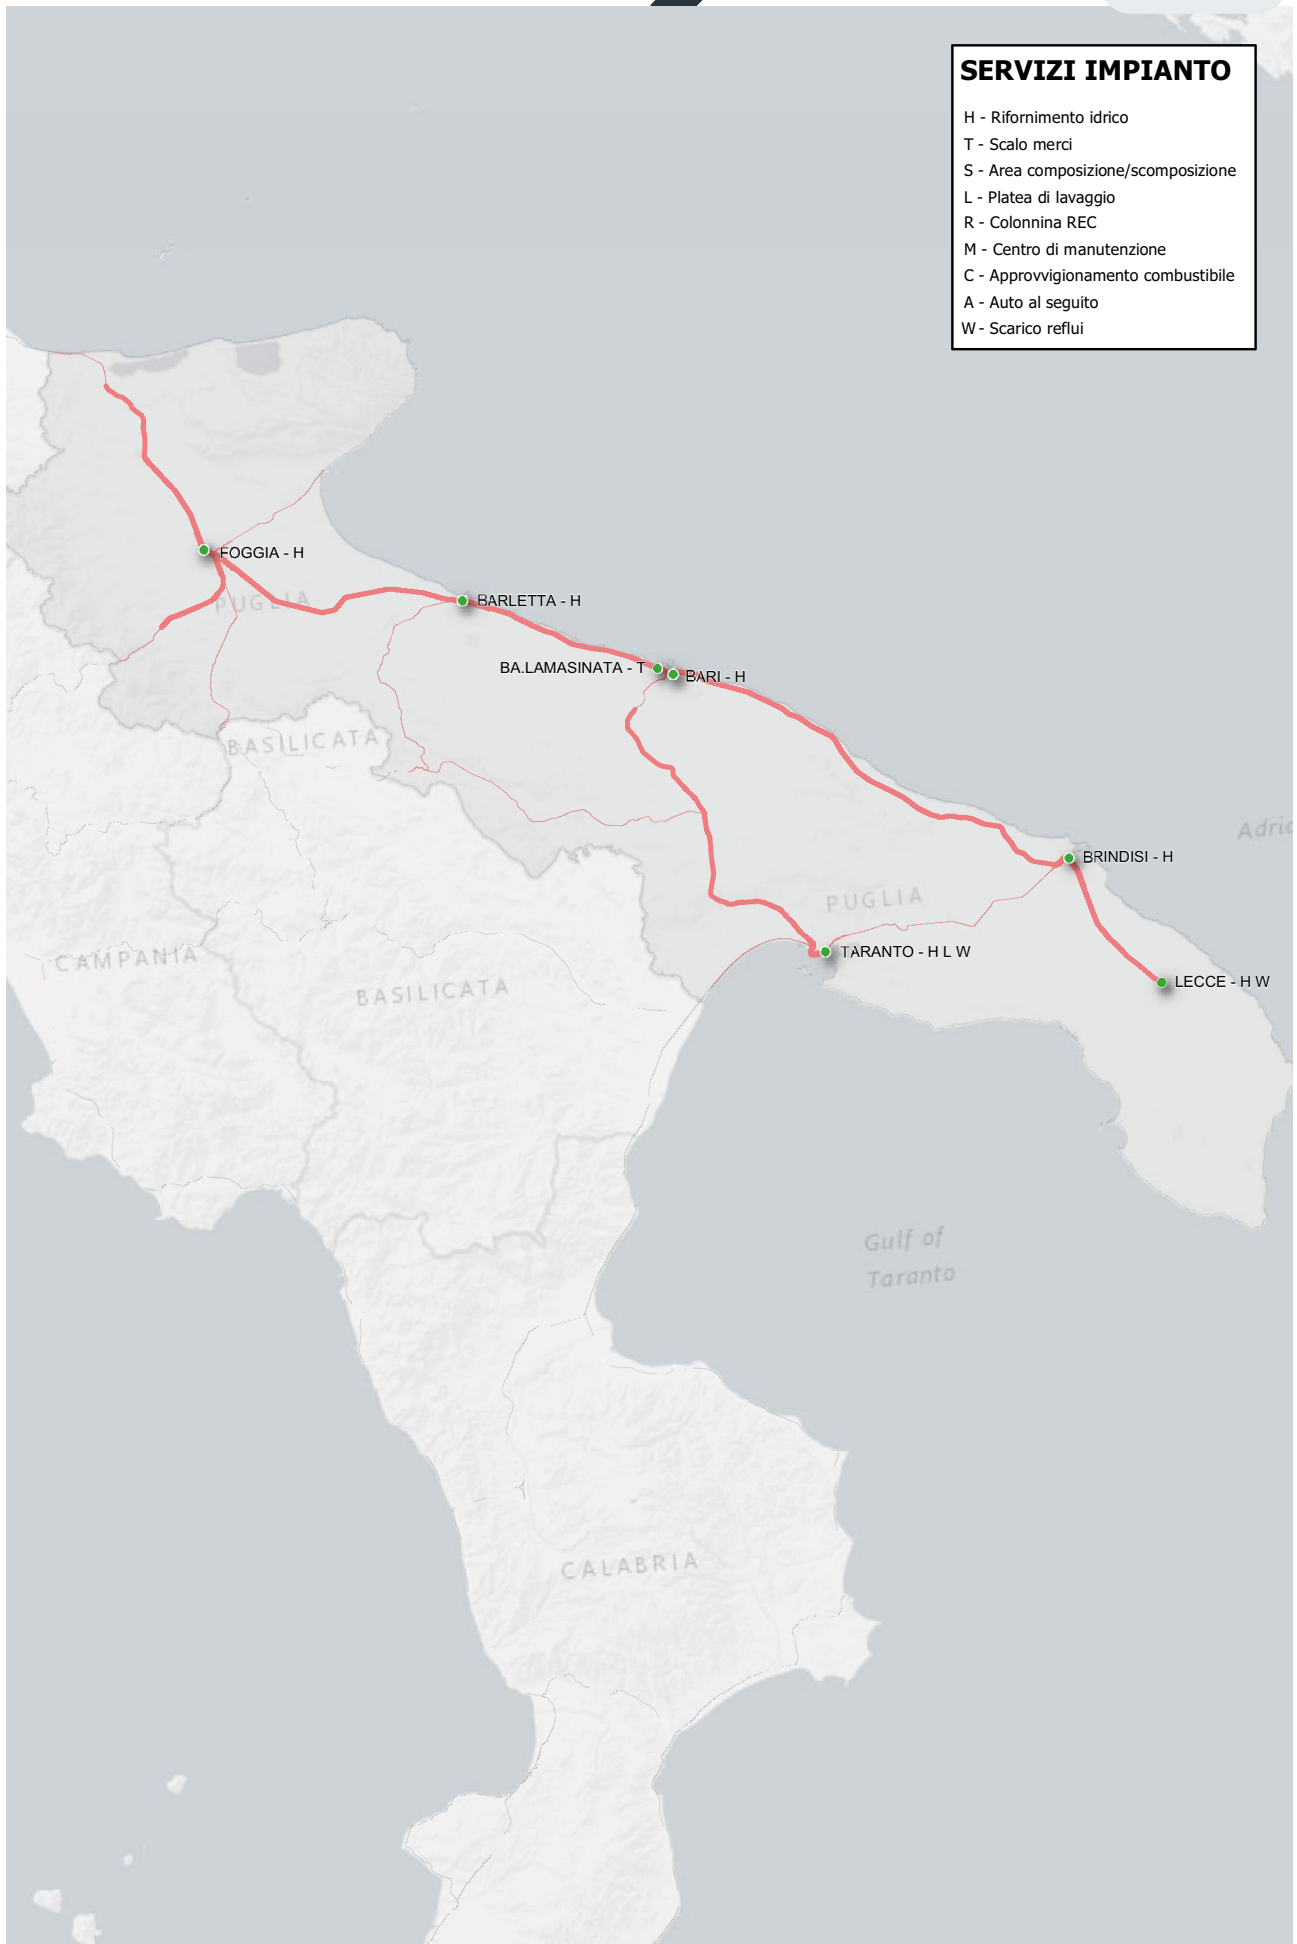 SERVIZI IMPIANTO
H - Rifornimento idrico
T - Scalo merci
S - Area composizione/scomposizione
L - Platea di lavaggio
R - Colonnina REC
M - Centro di manutenzione
C - Approvvigionamento combustibile
A - Auto al seguito
W - Scarico reflui
FOGGIA - H
PUGLIA
BARLETTA - H
BA.LAMASINATA - T
BARI - H
BASILICATA
Adric
BRINDISI - H
PUGLIA
CAMPANIA
TARANTO - H L W
BASILICATA
LECCE - H W
Gulf of
Taranto
CALABRIA